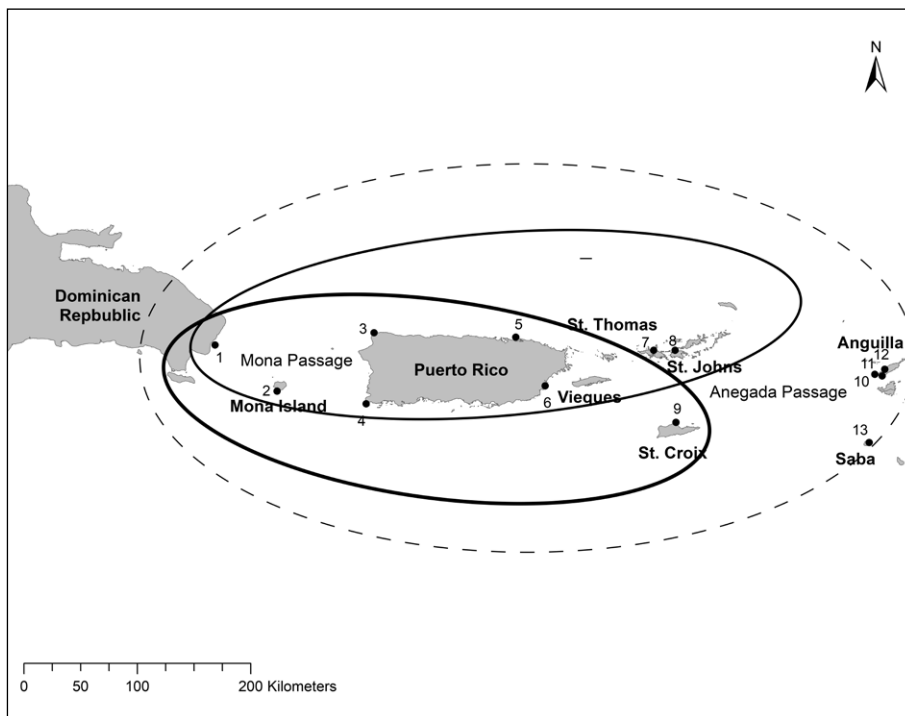 N
Dominican
Repbublic
1
Mona Passage
2
Mona Island
3
4
Puerto Rico
5
6
Vieques
St. Thomas
7
8
St. Johns
Anegada Passage
9
St. Croix
Anguilla
12
11
10
13
Saba
0 50 100 200 Kilometers